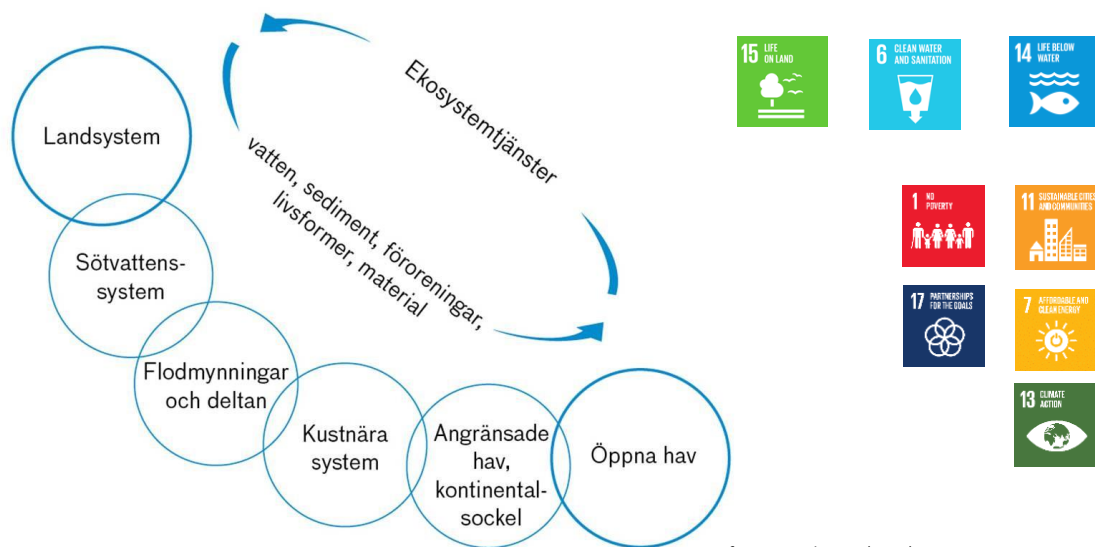 Landsystem
Sötvattens-
system
Flodmynningar
och deltan
Kustnära
system
Angränsade
hav,
kontinental-
sockel
Öppna hav
Ekosystemtjänster
vatten, sediment, föroreningar,
livsformer, material
15 LIFE
ON LAND
6 CLEAN WATER
AND SANITATION
14 LIFE BELOW
WATER
1 NO
POVERTY
11 SUSTAINABLE CITIES
AND COMMUNITIES
17 PARTNERSHIPS
FOR THE GOALS
7 AFFORDABLE AND
CLEAN ENERGY
13 CLIMATE
ACTION